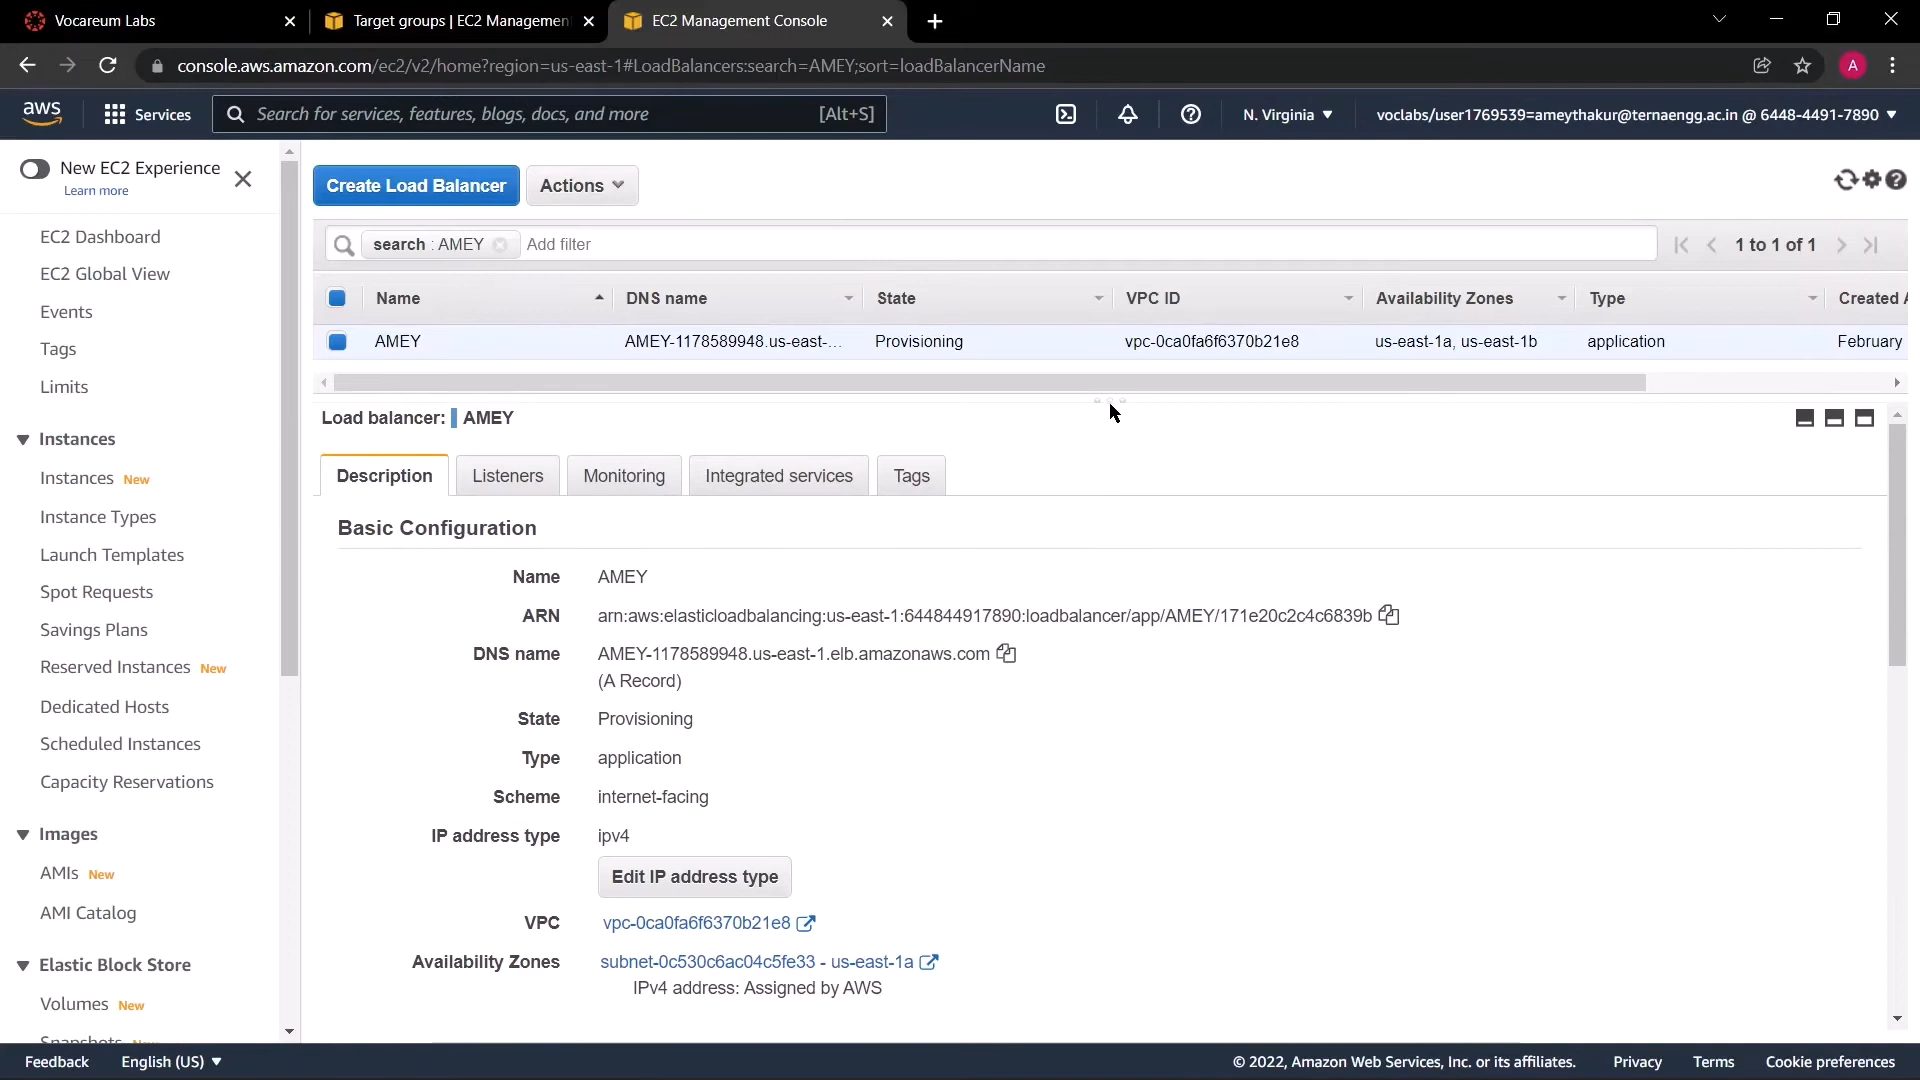 Vocareum Labs
Target groups | EC2 Management
EC2 Management Console
console.aws.amazon.com/ec2/v2/home?region=us-east-1#LoadBalancers:search=AMEY;sort=loadBalancerName
A
aws
Services
Search for services, features, blogs, docs, and more
[Alt+S]
N. Virginia
voclabs/user1769539=ameythakur@ternaengg.ac.in @ 6448-4491-7890
New EC2 Experience
Learn more
EC2 Dashboard
EC2 Global View
Events
Tags
Limits
Instances
Instances New
Instance Types
Launch Templates
Spot Requests
Savings Plans
Reserved Instances New
Dedicated Hosts
Scheduled Instances
Capacity Reservations
Images
AMIs New
AMI Catalog
Elastic Block Store
Volumes New
Snapshots New
Create Load Balancer
Actions
search : AMEY
Add filter
1 to 1 of 1
Name DNS name State VPC ID Availability Zones Type Created A
AMEY AMEY-1178589948.us-east-... Provisioning vpc-0ca0fa6f6370b21e8 us-east-1a, us-east-1b application February
Load balancer: AMEY
Description Listeners Monitoring Integrated services Tags
Basic Configuration
Name AMEY
ARN arn:aws:elasticloadbalancing:us-east-1:644844917890:loadbalancer/app/AMEY/171e20c2c4c6839b
DNS name AMEY-1178589948.us-east-1.elb.amazonaws.com
(A Record)
State Provisioning
Type application
Scheme internet-facing
IP address type ipv4
Edit IP address type
VPC vpc-0ca0fa6f6370b21e8
Availability Zones subnet-0c530c6ac04c5fe33 - us-east-1a
IPv4 address: Assigned by AWS
Feedback
English (US)
© 2022, Amazon Web Services, Inc. or its affiliates.
Privacy
Terms
Cookie preferences